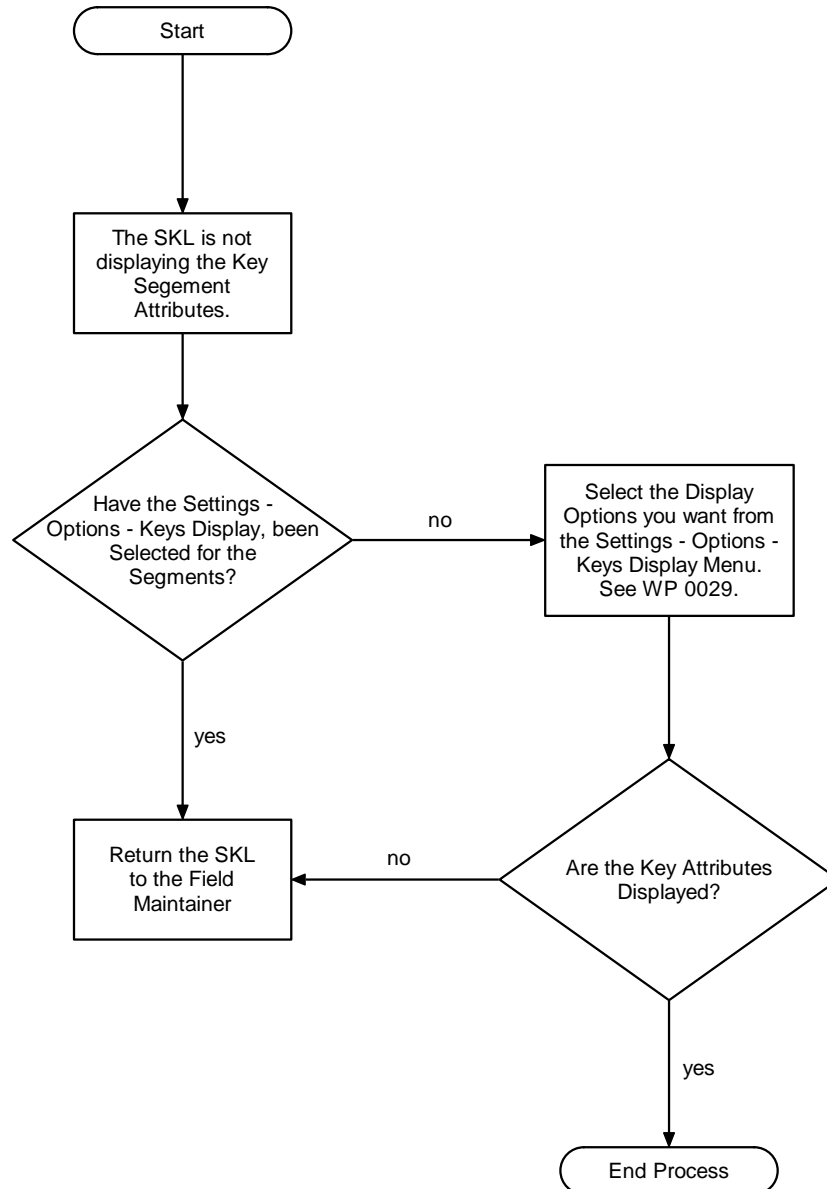 Start
The SKL is not
displaying the Key
Segement
Attributes.
Have the Settings -
Options - Keys Display, been
Selected for the
Segments?
no
Select the Display
Options you want from
the Settings - Options -
Keys Display Menu.
See WP 0029.
yes
Return the SKL
to the Field
Maintainer
no
Are the Key Attributes
Displayed?
yes
End Process